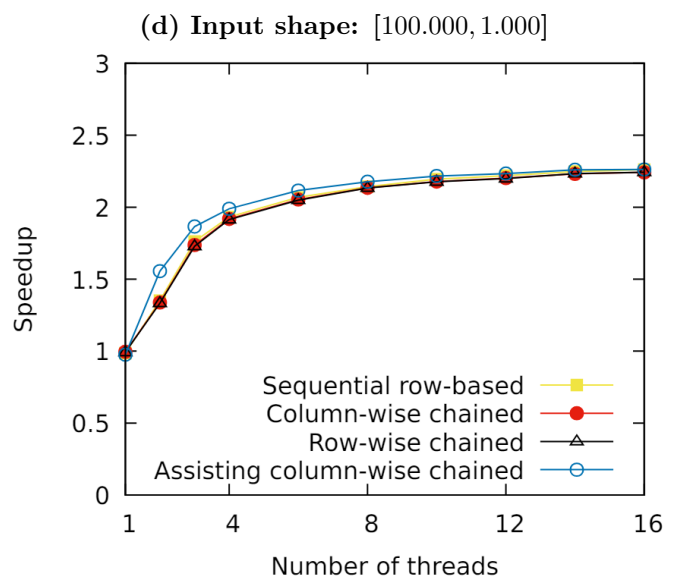 (d) Input shape: [100.000, 1.000]
3
2.5
2
1.5
1
0.5
0
Speedup
Sequential row-based
Column-wise chained
Row-wise chained
Assisting column-wise chained
1 4 8 12 16
Number of threads